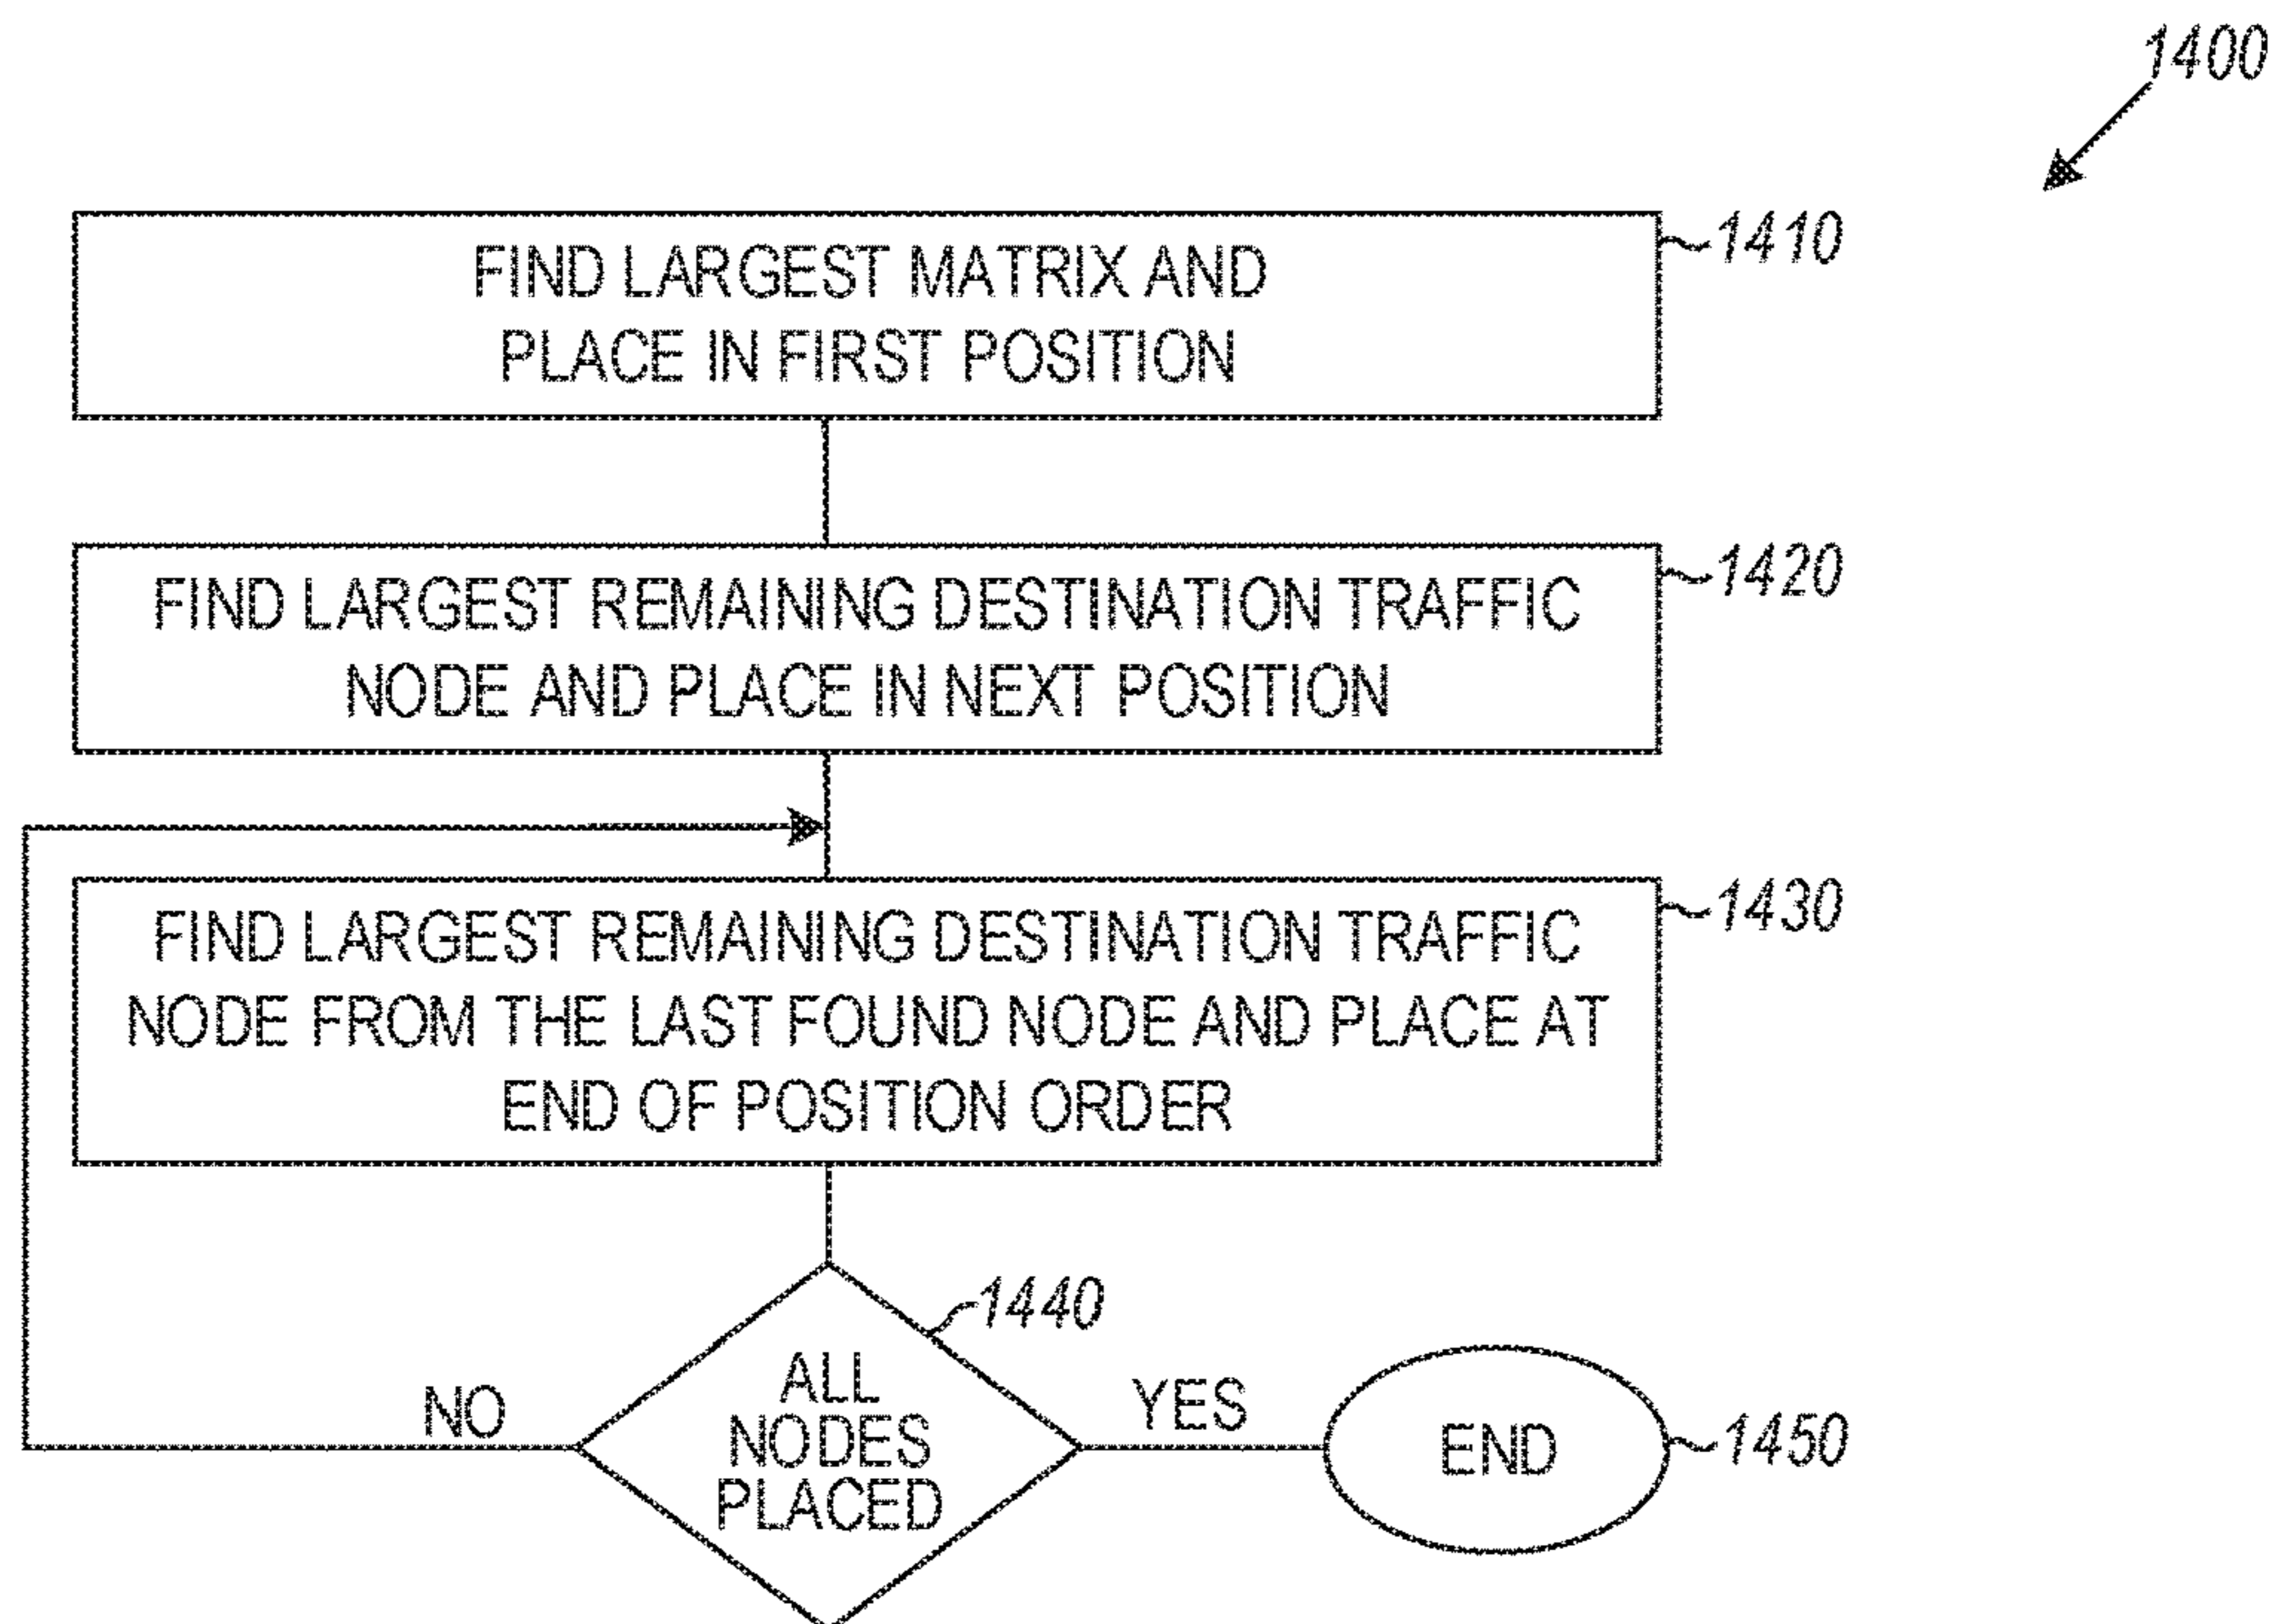 1400
FIND LARGEST MATRIX AND
PLACE IN FIRST POSITION
1410
FIND LARGEST REMAINING DESTINATION TRAFFIC
NODE AND PLACE IN NEXT POSITION
1420
FIND LARGEST REMAINING DESTINATION TRAFFIC
NODE FROM THE LAST FOUND NODE AND PLACE AT
END OF POSITION ORDER
1430
1440
ALL
NODES
PLACED
NO
YES
END
1450